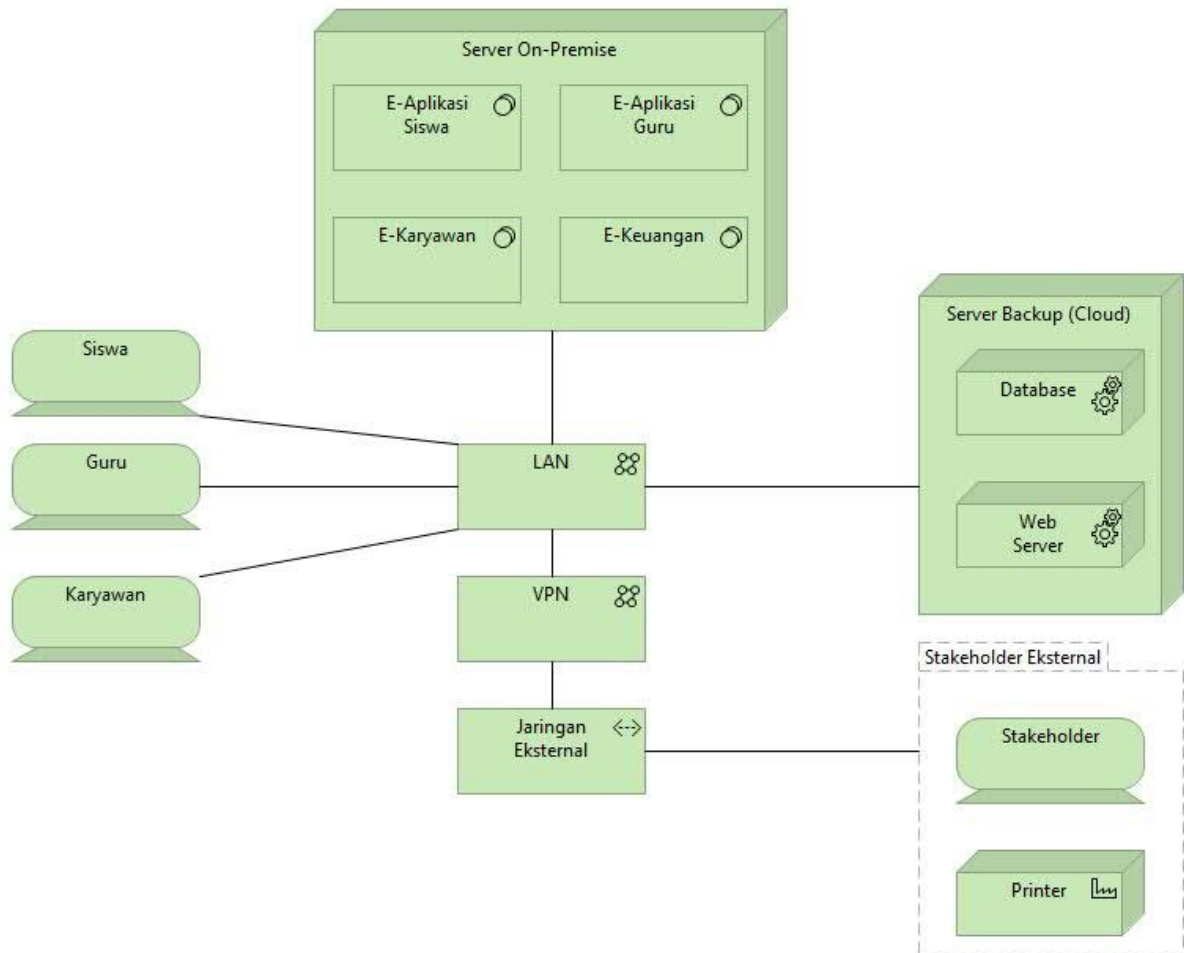 Server On-Premise
E-Aplikasi
Siswa
E-Aplikasi
Guru
E-Karyawan
E-Keuangan
Server Backup (Cloud)
Database
Web
Server
Siswa
Guru
Karyawan
LAN
VPN
Jaringan
Eksternal
Stakeholder Eksternal
Stakeholder
Printer